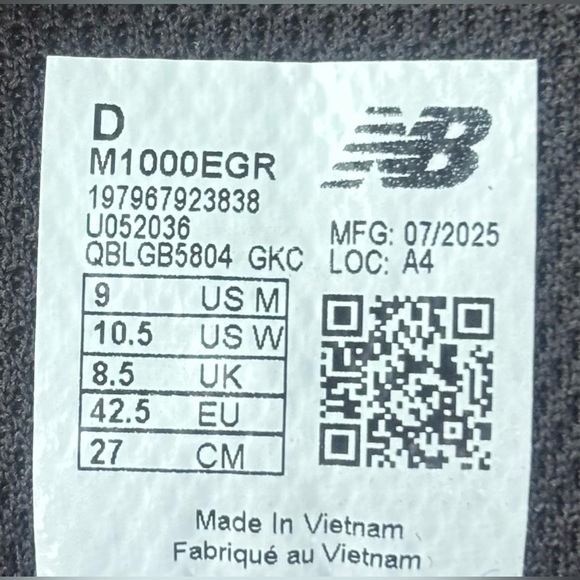 D
M1000EGR
197967923838
U052036
QBLGB5804 GKC
NB
MFG: 07/2025
LOC: A4
9 US M
10.5 US W
8.5 UK
42.5 EU
27 CM
Made In Vietnam
Fabriqué au Vietnam